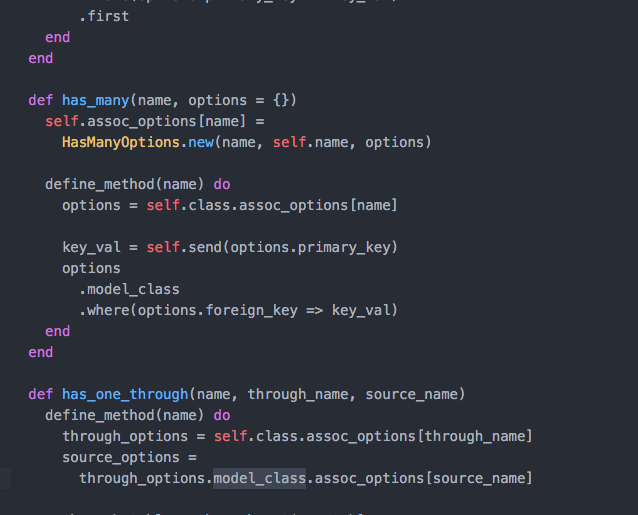 .first
end
end
def has_many(name, options = {})
self.assoc_options[name] =
HasManyOptions.new(name, self.name, options)
define_method(name) do
options = self.class.assoc_options[name]
key_val = self.send(options.primary_key)
options
.model_class
.where(options.foreign_key => key_val)
end
end
def has_one_through(name, through_name, source_name)
define_method(name) do
through_options = self.class.assoc_options[through_name]
source_options =
through_options.model_class.assoc_options[source_name]